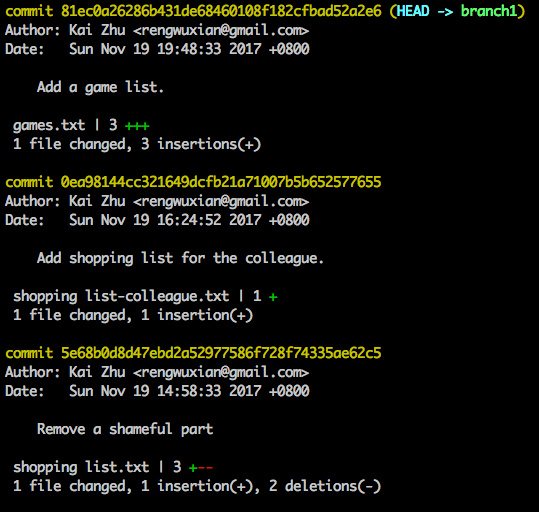 commit 81ec0a26286b431de68460108f182cfbad52a2e6 (HEAD -> branch1)
Author: Kai Zhu <rengwuxian@gmail.com>
Date:   Sun Nov 19 19:48:33 2017 +0800
Add a game list.
games.txt | 3 +++
1 file changed, 3 insertions(+)
commit 0ea98144cc321649dcfb21a71007b5b652577655
Author: Kai Zhu <rengwuxian@gmail.com>
Date:   Sun Nov 19 16:24:52 2017 +0800
Add shopping list for the colleague.
shopping list-colleague.txt | 1 +
1 file changed, 1 insertion(+)
commit 5e68b0d8d47ebd2a52977586f728f74335ae62c5
Author: Kai Zhu <rengwuxian@gmail.com>
Date:   Sun Nov 19 14:58:33 2017 +0800
Remove a shameful part
shopping list.txt | 3 +--
1 file changed, 1 insertion(+), 2 deletions(-)